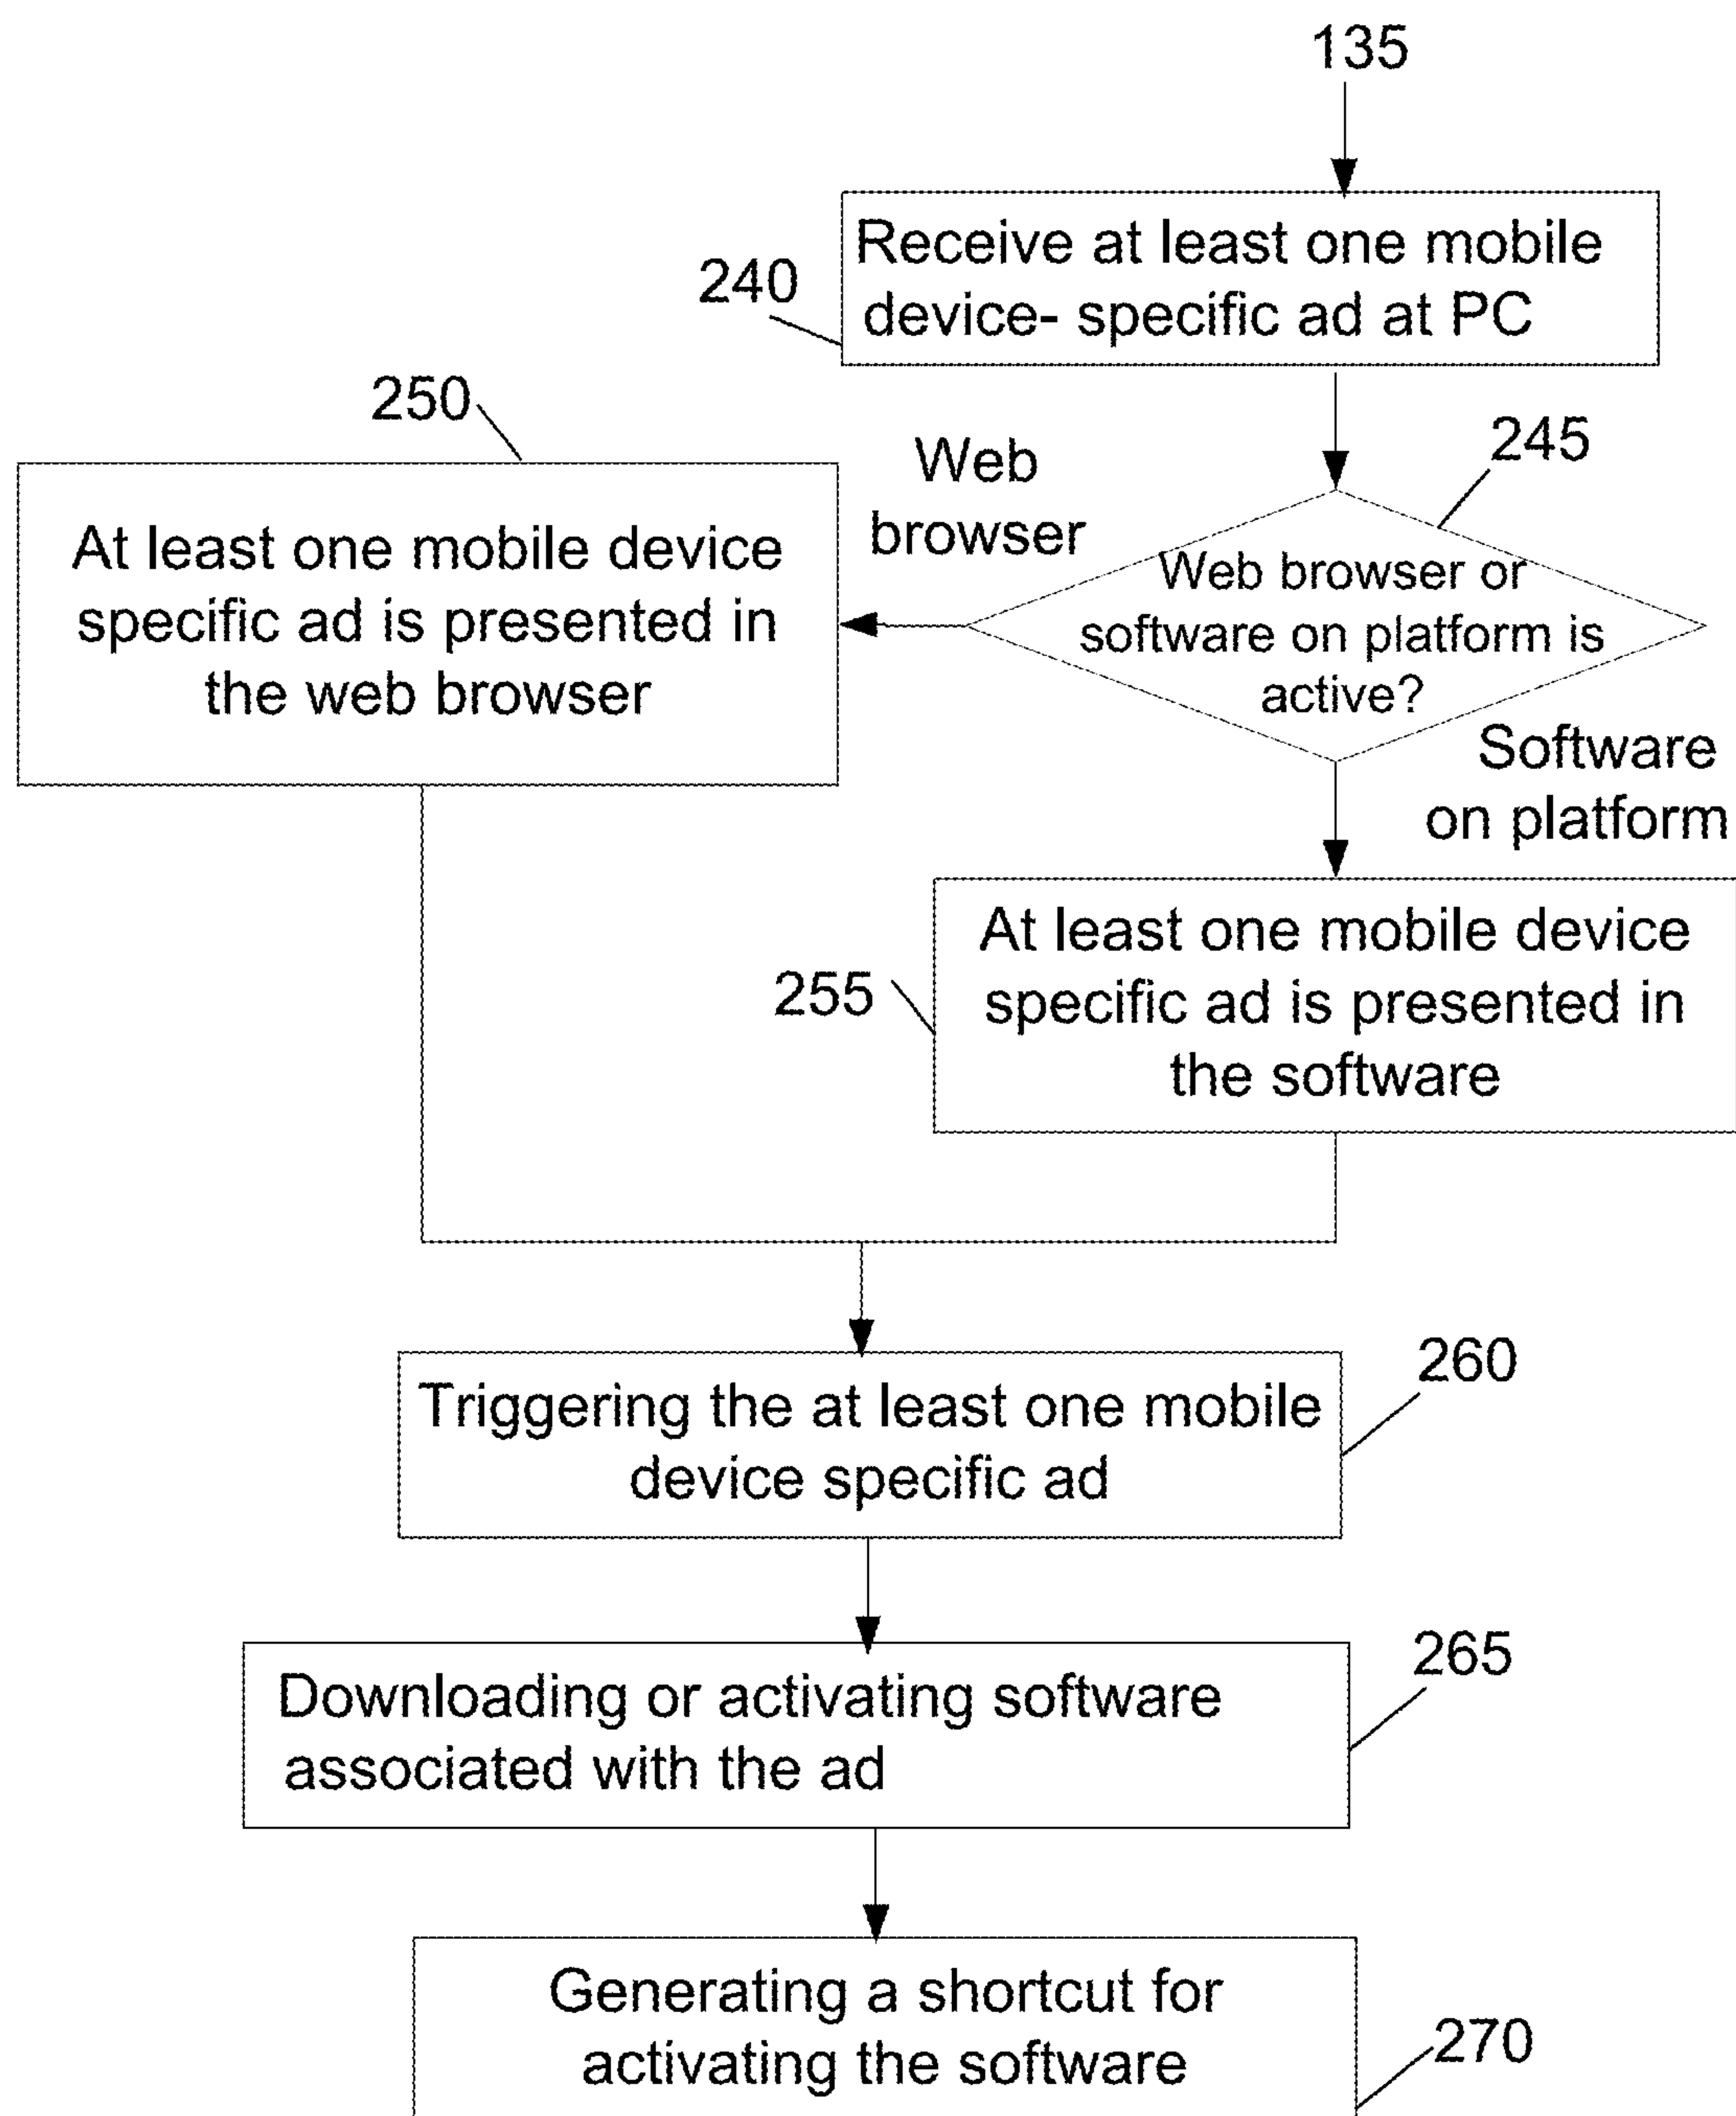 135
Receive at least one mobile
device- specific ad at PC
240
245
Web browser or
software on platform is
active?
Web
browser
250
At least one mobile device
specific ad is presented in
the web browser
Software
on platform
At least one mobile device
specific ad is presented in
the software
255
Triggering the at least one mobile
device specific ad
260
Downloading or activating software
associated with the ad
265
Generating a shortcut for
activating the software
270